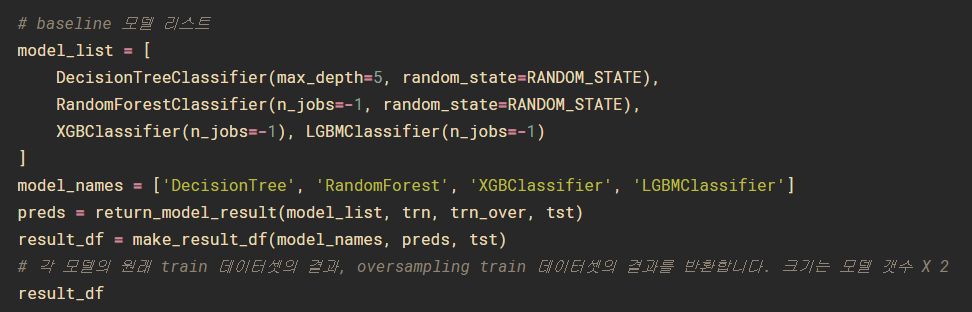 # baseline 모델 리스트
model_list = [
    DecisionTreeClassifier(max_depth=5, random_state=RANDOM_STATE),
    RandomForestClassifier(n_jobs=-1, random_state=RANDOM_STATE),
    XGBClassifier(n_jobs=-1), LGBMClassifier(n_jobs=-1)
]
model_names = ['DecisionTree', 'RandomForest', 'XGBClassifier', 'LGBMClassifier']
preds = return_model_result(model_list, trn, trn_over, tst)
result_df = make_result_df(model_names, preds, tst)
# 각 모델의 원래 train 데이터셋의 결과, oversampling train 데이터셋의 결과를 반환합니다. 크기는 모델 갯수 X 2
result_df